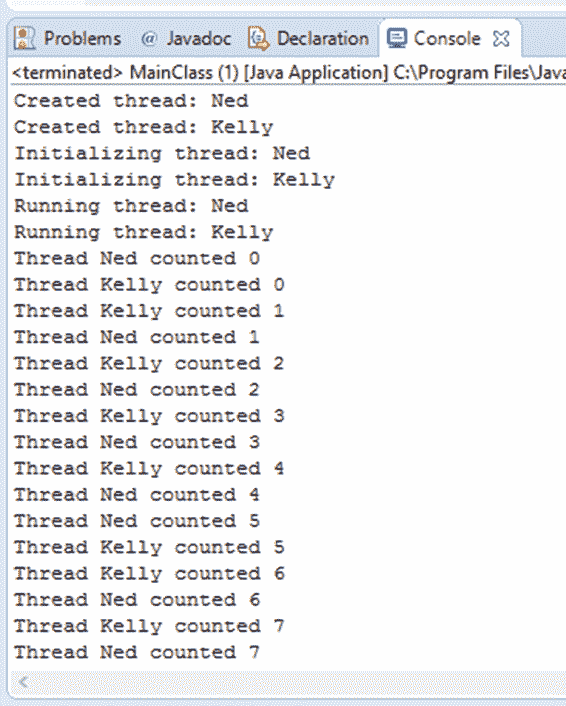 Problems @ Javadoc Declaration Console
<terminated> MainClass (1) [Java Application] C:\Program Files\Java
Created thread: Ned
Created thread: Kelly
Initializing thread: Ned
Initializing thread: Kelly
Running thread: Ned
Running thread: Kelly
Thread Ned counted 0
Thread Kelly counted 0
Thread Kelly counted 1
Thread Ned counted 1
Thread Kelly counted 2
Thread Ned counted 2
Thread Kelly counted 3
Thread Ned counted 3
Thread Kelly counted 4
Thread Ned counted 4
Thread Ned counted 5
Thread Kelly counted 5
Thread Kelly counted 6
Thread Ned counted 6
Thread Kelly counted 7
Thread Ned counted 7